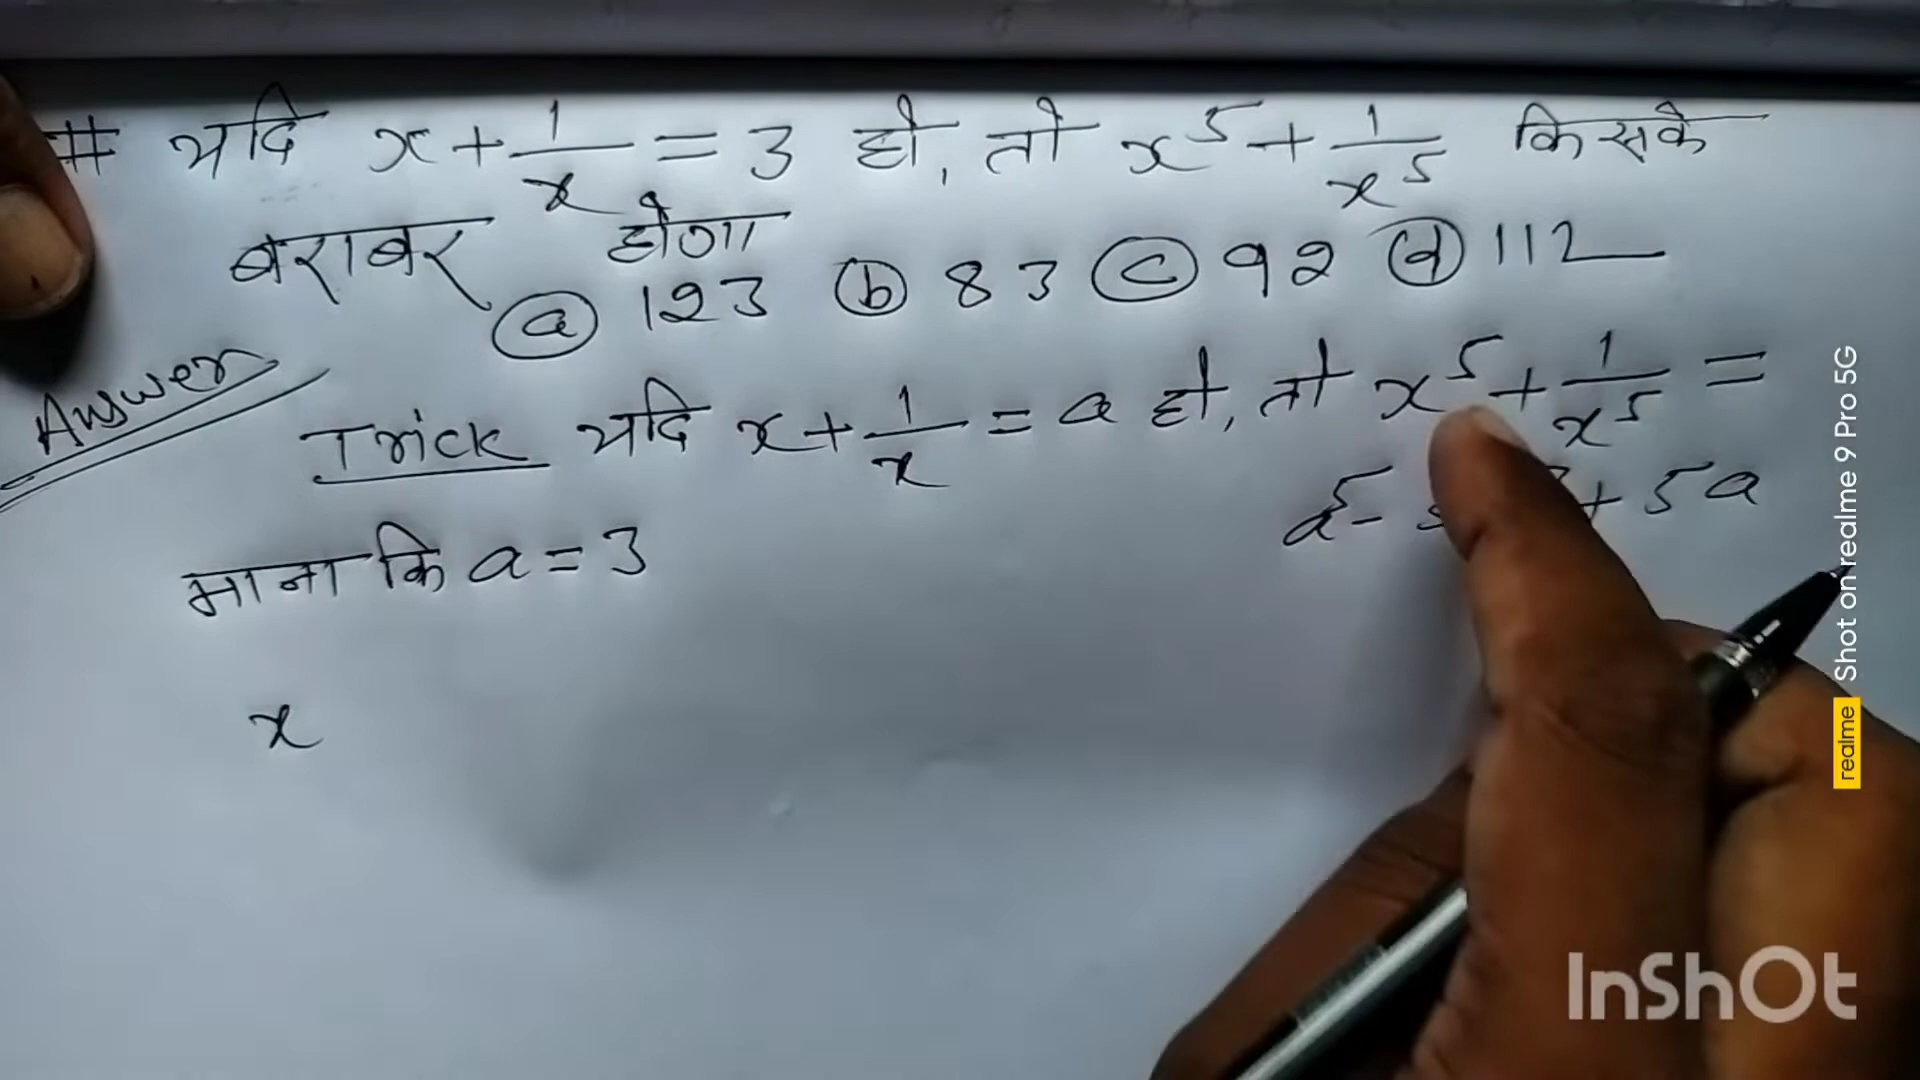 # यदि x + 1/x = 3 हो, तो x⁵ + 1/x⁵ किसके
बराबर होगा
ⓐ 123 ⓑ 83 ⓒ 92 ⓓ 112
Answer
Trick यदि x + 1/x = a हो, तो x⁵ + 1/x⁵ =
a⁵ - + 5a
माना कि a = 3
x
realme Shot on realme 9 Pro 5G
InShOt